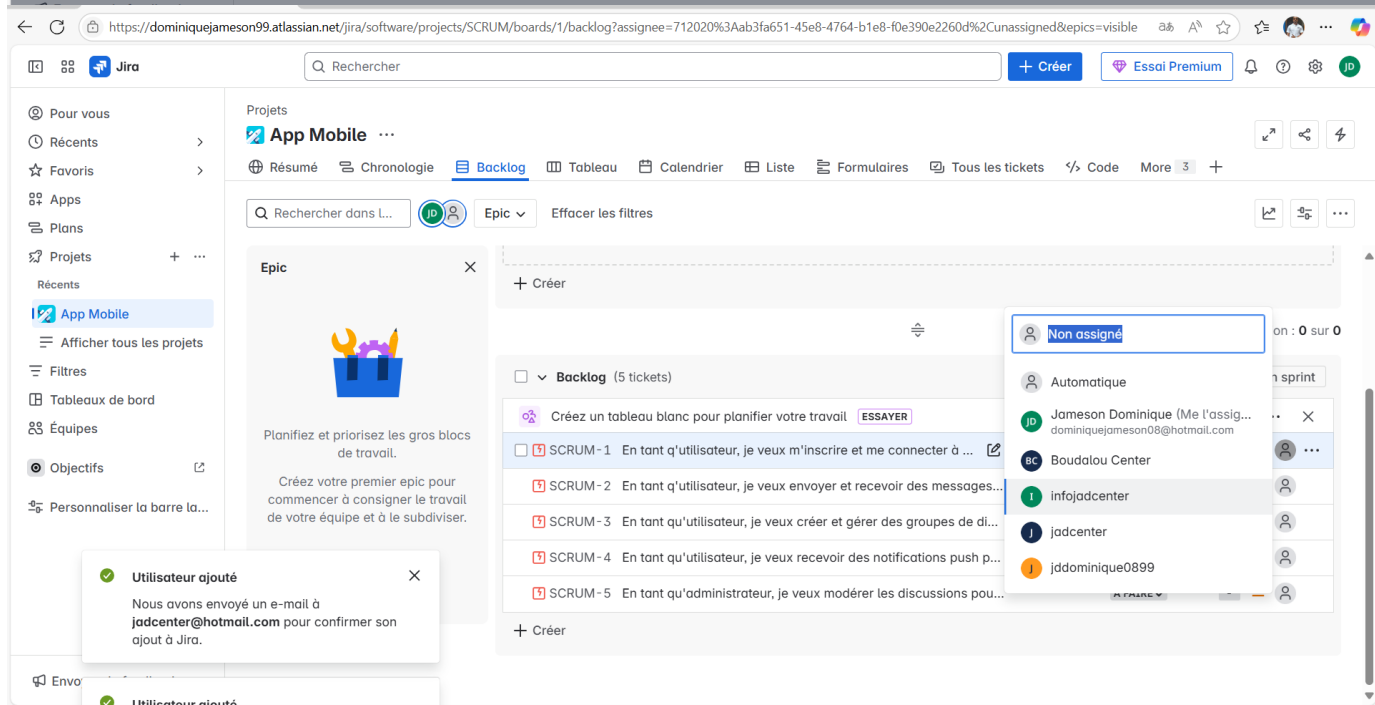 https://dominiquejameson99.atlassian.net/jira/software/projects/SCRUM/boards/1/backlog?assignee=712020%3Aab3fa651-45e8-4764-b1e8-f0e390e2260d%2Cunassigned&epics=visible
Jira
Rechercher
+ Créer
Essai Premium
JD
Pour vous
Récents
Favoris
Apps
Plans
Projets
Récents
App Mobile
Afficher tous les projets
Filtres
Tableaux de bord
Équipes
Objectifs
Personnaliser la barre la...
Projets
App Mobile
Résumé
Chronologie
Backlog
Tableau
Calendrier
Liste
Formulaires
Tous les tickets
Code
More 3
Rechercher dans l...
JD
Epic
Effacer les filtres
Epic
Planifiez et priorisez les gros blocs
de travail.
Créez votre premier epic pour
commencer à consigner le travail
de votre équipe et à le subdiviser.
+ Créer
on : 0 sur 0
Backlog (5 tickets)
n sprint
Créez un tableau blanc pour planifier votre travail ESSAYER
SCRUM-1 En tant q'utilisateur, je veux m'inscrire et me connecter à ...
SCRUM-2 En tant qu'utilisateur, je veux envoyer et recevoir des messages...
SCRUM-3 En tant qu'utilisateur, je veux créer et gérer des groupes de di...
SCRUM-4 En tant qu'utilisateur, je veux recevoir des notifications push p...
SCRUM-5 En tant qu'administrateur, je veux modérer les discussions pou...
À FAIRE
+ Créer
Non assigné
Automatique
JD Jameson Dominique (Me l'assig...
dominiquejameson08@hotmail.com
BC Boudalou Center
I infojadcenter
J jadcenter
J jddominique0899
Utilisateur ajouté
Nous avons envoyé un e-mail à
jadcenter@hotmail.com pour confirmer son
ajout à Jira.
Envo
Utilisateur ajouté